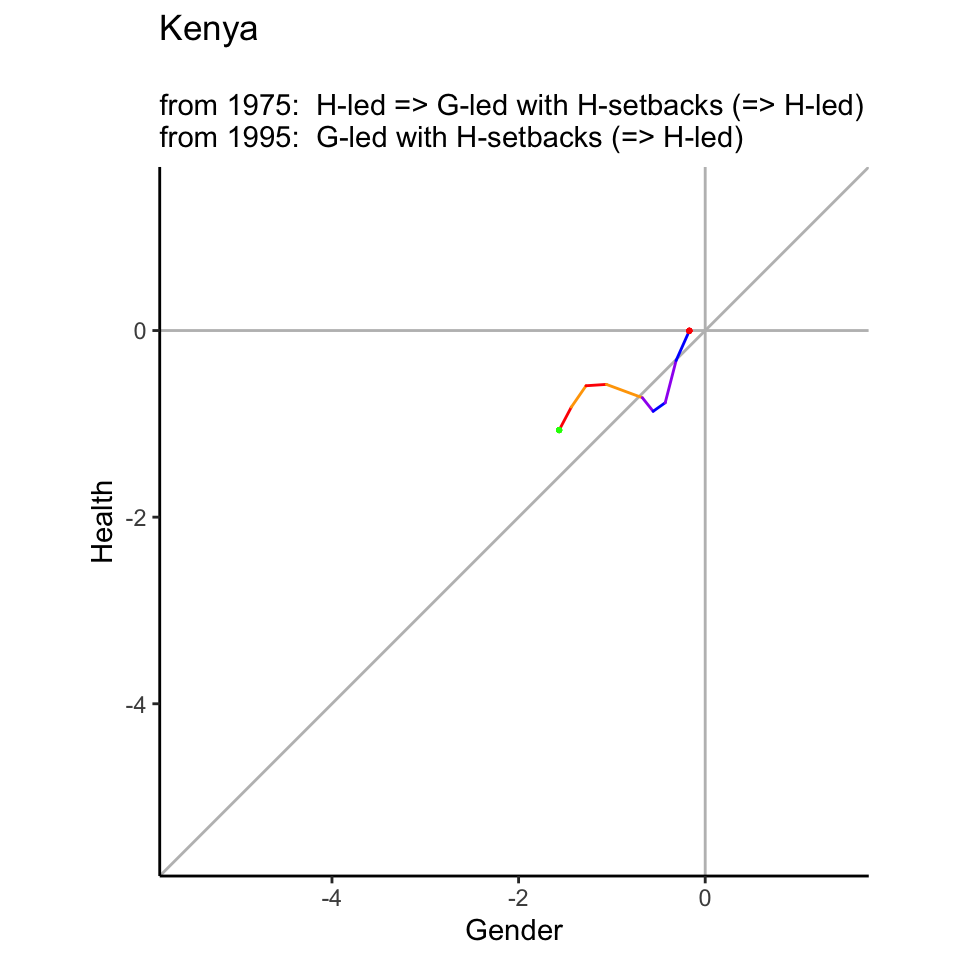 Kenya
from 1975:  H-led => G-led with H-setbacks (=> H-led)
from 1995:  G-led with H-setbacks (=> H-led)
0
-2
-4
Health
-4
-2
0
Gender